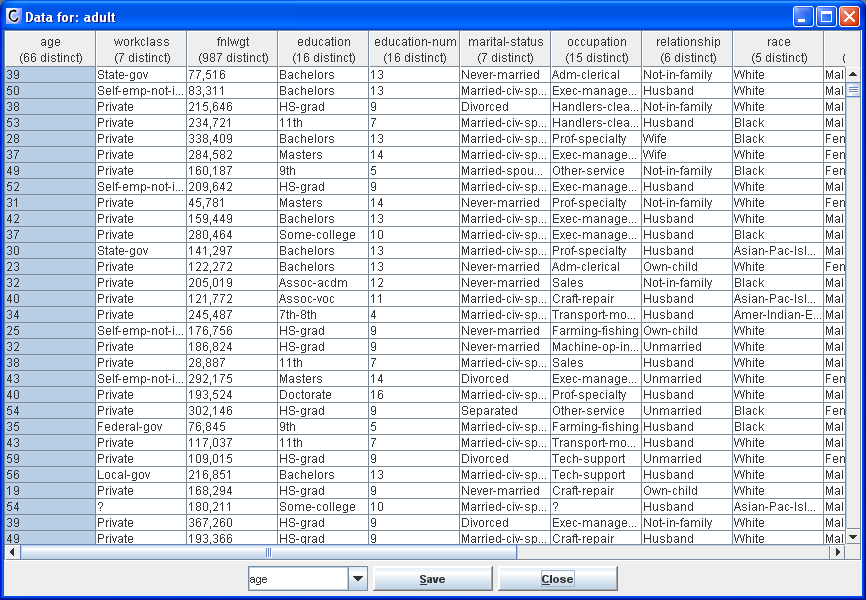 Data for: adult
age workclass fnlwgt education education-num marital-status occupation relationship race
(66 distinct) (7 distinct) (987 distinct) (16 distinct) (16 distinct) (7 distinct) (15 distinct) (6 distinct) (5 distinct) (
39 State-gov 77,516 Bachelors 13 Never-married Adm-clerical Not-in-family White Mal
50 Self-emp-not-i... 83,311 Bachelors 13 Married-civ-sp... Exec-manage... Husband White Mal
38 Private 215,646 HS-grad 9 Divorced Handlers-clea... Not-in-family White Mal
53 Private 234,721 11th 7 Married-civ-sp... Handlers-clea... Husband Black Mal
28 Private 338,409 Bachelors 13 Married-civ-sp... Prof-specialty Wife Black Fen
37 Private 284,582 Masters 14 Married-civ-sp... Exec-manage... Wife White Fen
49 Private 160,187 9th 5 Married-spou... Other-service Not-in-family Black Fen
52 Self-emp-not-i... 209,642 HS-grad 9 Married-civ-sp... Exec-manage... Husband White Mal
31 Private 45,781 Masters 14 Never-married Prof-specialty Not-in-family White Fen
42 Private 159,449 Bachelors 13 Married-civ-sp... Exec-manage... Husband White Mal
37 Private 280,464 Some-college 10 Married-civ-sp... Exec-manage... Husband Black Mal
30 State-gov 141,297 Bachelors 13 Married-civ-sp... Prof-specialty Husband Asian-Pac-Isl... Mal
23 Private 122,272 Bachelors 13 Never-married Adm-clerical Own-child White Fen
32 Private 205,019 Assoc-acdm 12 Never-married Sales Not-in-family Black Mal
40 Private 121,772 Assoc-voc 11 Married-civ-sp... Craft-repair Husband Asian-Pac-Isl... Mal
34 Private 245,487 7th-8th 4 Married-civ-sp... Transport-mo... Husband Amer-Indian-E... Mal
25 Self-emp-not-i... 176,756 HS-grad 9 Never-married Farming-fishing Own-child White Mal
32 Private 186,824 HS-grad 9 Never-married Machine-op-in... Unmarried White Mal
38 Private 28,887 11th 7 Married-civ-sp... Sales Husband White Mal
43 Self-emp-not-i... 292,175 Masters 14 Divorced Exec-manage... Unmarried White Fen
40 Private 193,524 Doctorate 16 Married-civ-sp... Prof-specialty Husband White Mal
54 Private 302,146 HS-grad 9 Separated Other-service Unmarried Black Fen
35 Federal-gov 76,845 9th 5 Married-civ-sp... Farming-fishing Husband Black Mal
43 Private 117,037 11th 7 Married-civ-sp... Transport-mo... Husband White Mal
59 Private 109,015 HS-grad 9 Divorced Tech-support Unmarried White Fen
56 Local-gov 216,851 Bachelors 13 Married-civ-sp... Tech-support Husband White Mal
19 Private 168,294 HS-grad 9 Never-married Craft-repair Own-child White Mal
54 ? 180,211 Some-college 10 Married-civ-sp... ? Husband Asian-Pac-Isl... Mal
39 Private 367,260 HS-grad 9 Divorced Exec-manage... Not-in-family White Mal
49 Private 193,366 HS-grad 9 Married-civ-sp... Craft-repair Husband White Mal
age Save Close